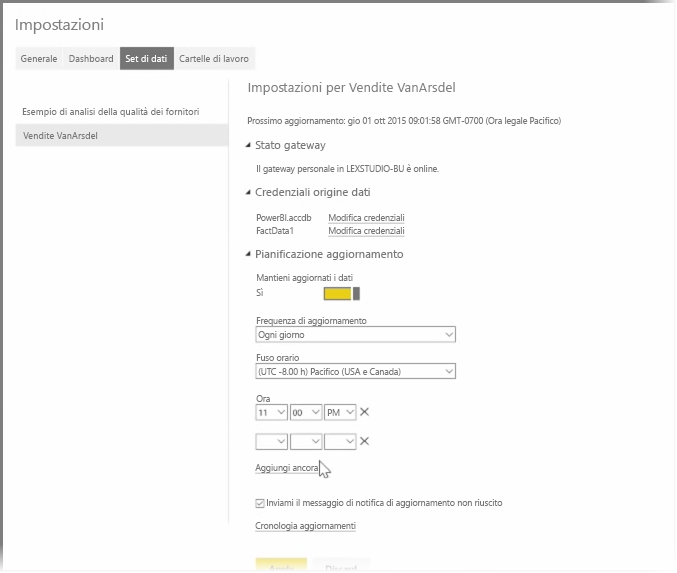 Impostazioni
Generale Dashboard Set di dati Cartelle di lavoro
Esempio di analisi della qualità dei fornitori
Vendite VanArsdel
Impostazioni per Vendite VanArsdel
Prossimo aggiornamento: gio 01 ott 2015 09:01:58 GMT-0700 (Ora legale Pacifico)
Stato gateway
Il gateway personale in LEXSTUDIO-BU è online.
Credenziali origine dati
PowerBI.accdb Modifica credenziali
FactData1 Modifica credenziali
Pianificazione aggiornamento
Mantieni aggiornati i dati
Sì
Frequenza di aggiornamento
Ogni giorno
Fuso orario
(UTC -8.00 h) Pacifico (USA e Canada)
Ora
11 00 PM
Aggiungi ancora
Inviami il messaggio di notifica di aggiornamento non riuscito
Cronologia aggiornamenti
Apply Discard